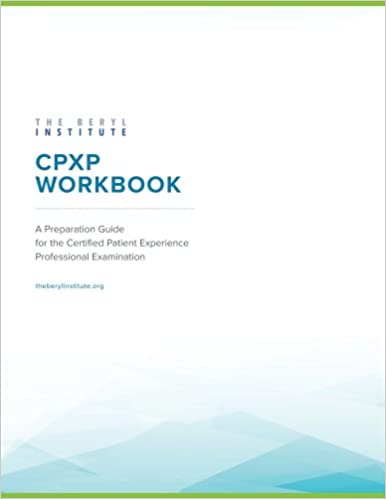 THE BERYL
INSTITUTE
CPXP
WORKBOOK
A Preparation Guide
for the Certified Patient Experience
Professional Examination
theberylinstitute.org